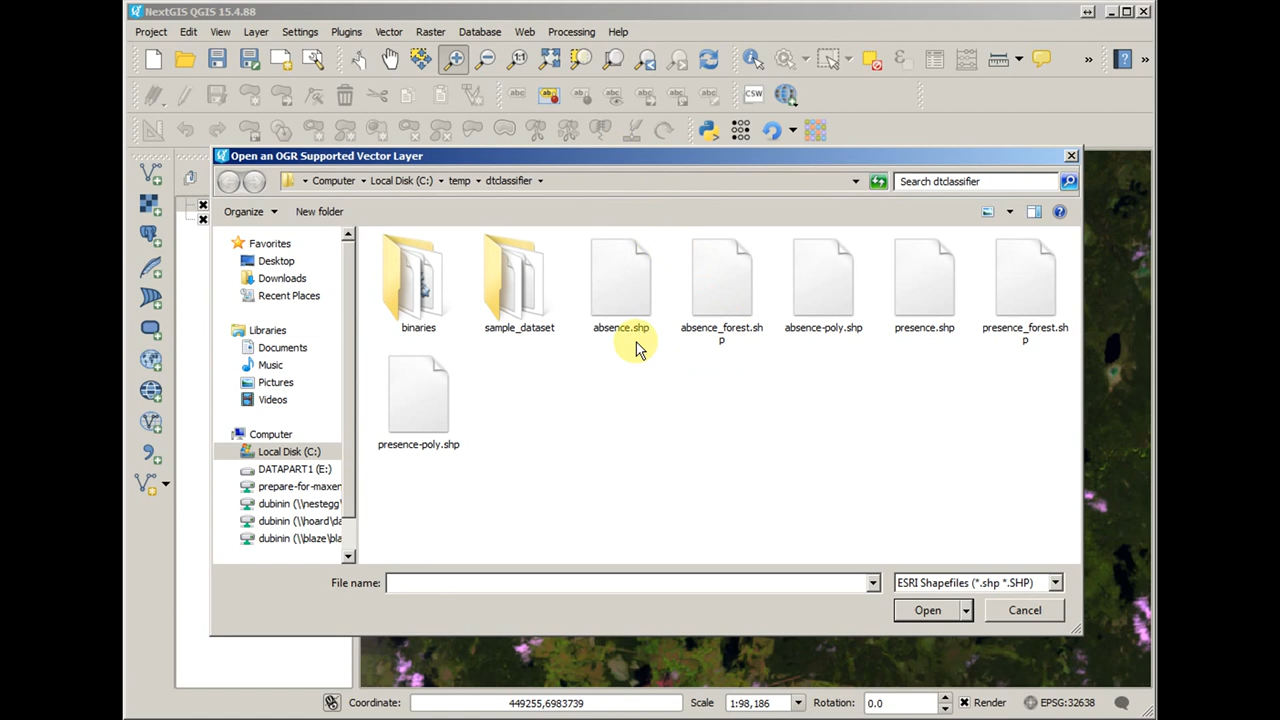 NextGIS QGIS 15.4.88
Project Edit View Layer Settings Plugins Vector Raster Database Web Processing Help
CSW
Open an OGR Supported Vector Layer
Computer Local Disk (C:) temp dtclassifier
Search dtclassifier
Organize New folder
Favorites
Desktop
Downloads
Recent Places
Libraries
Documents
Music
Pictures
Videos
Computer
Local Disk (C:)
DATAPART1 (E:)
prepare-for-maxen
dubinin (\\nestegg\
dubinin (\\hoard\da
dubinin (\\blaze\bla
binaries
sample_dataset
absence.shp
absence_forest.sh
p
absence-poly.shp
presence.shp
presence_forest.sh
p
presence-poly.shp
File name:
ESRI Shapefiles (*.shp *.SHP)
Open Cancel
Coordinate: 449255,6983739 Scale 1:98,186 Rotation: 0.0 Render EPSG:32638